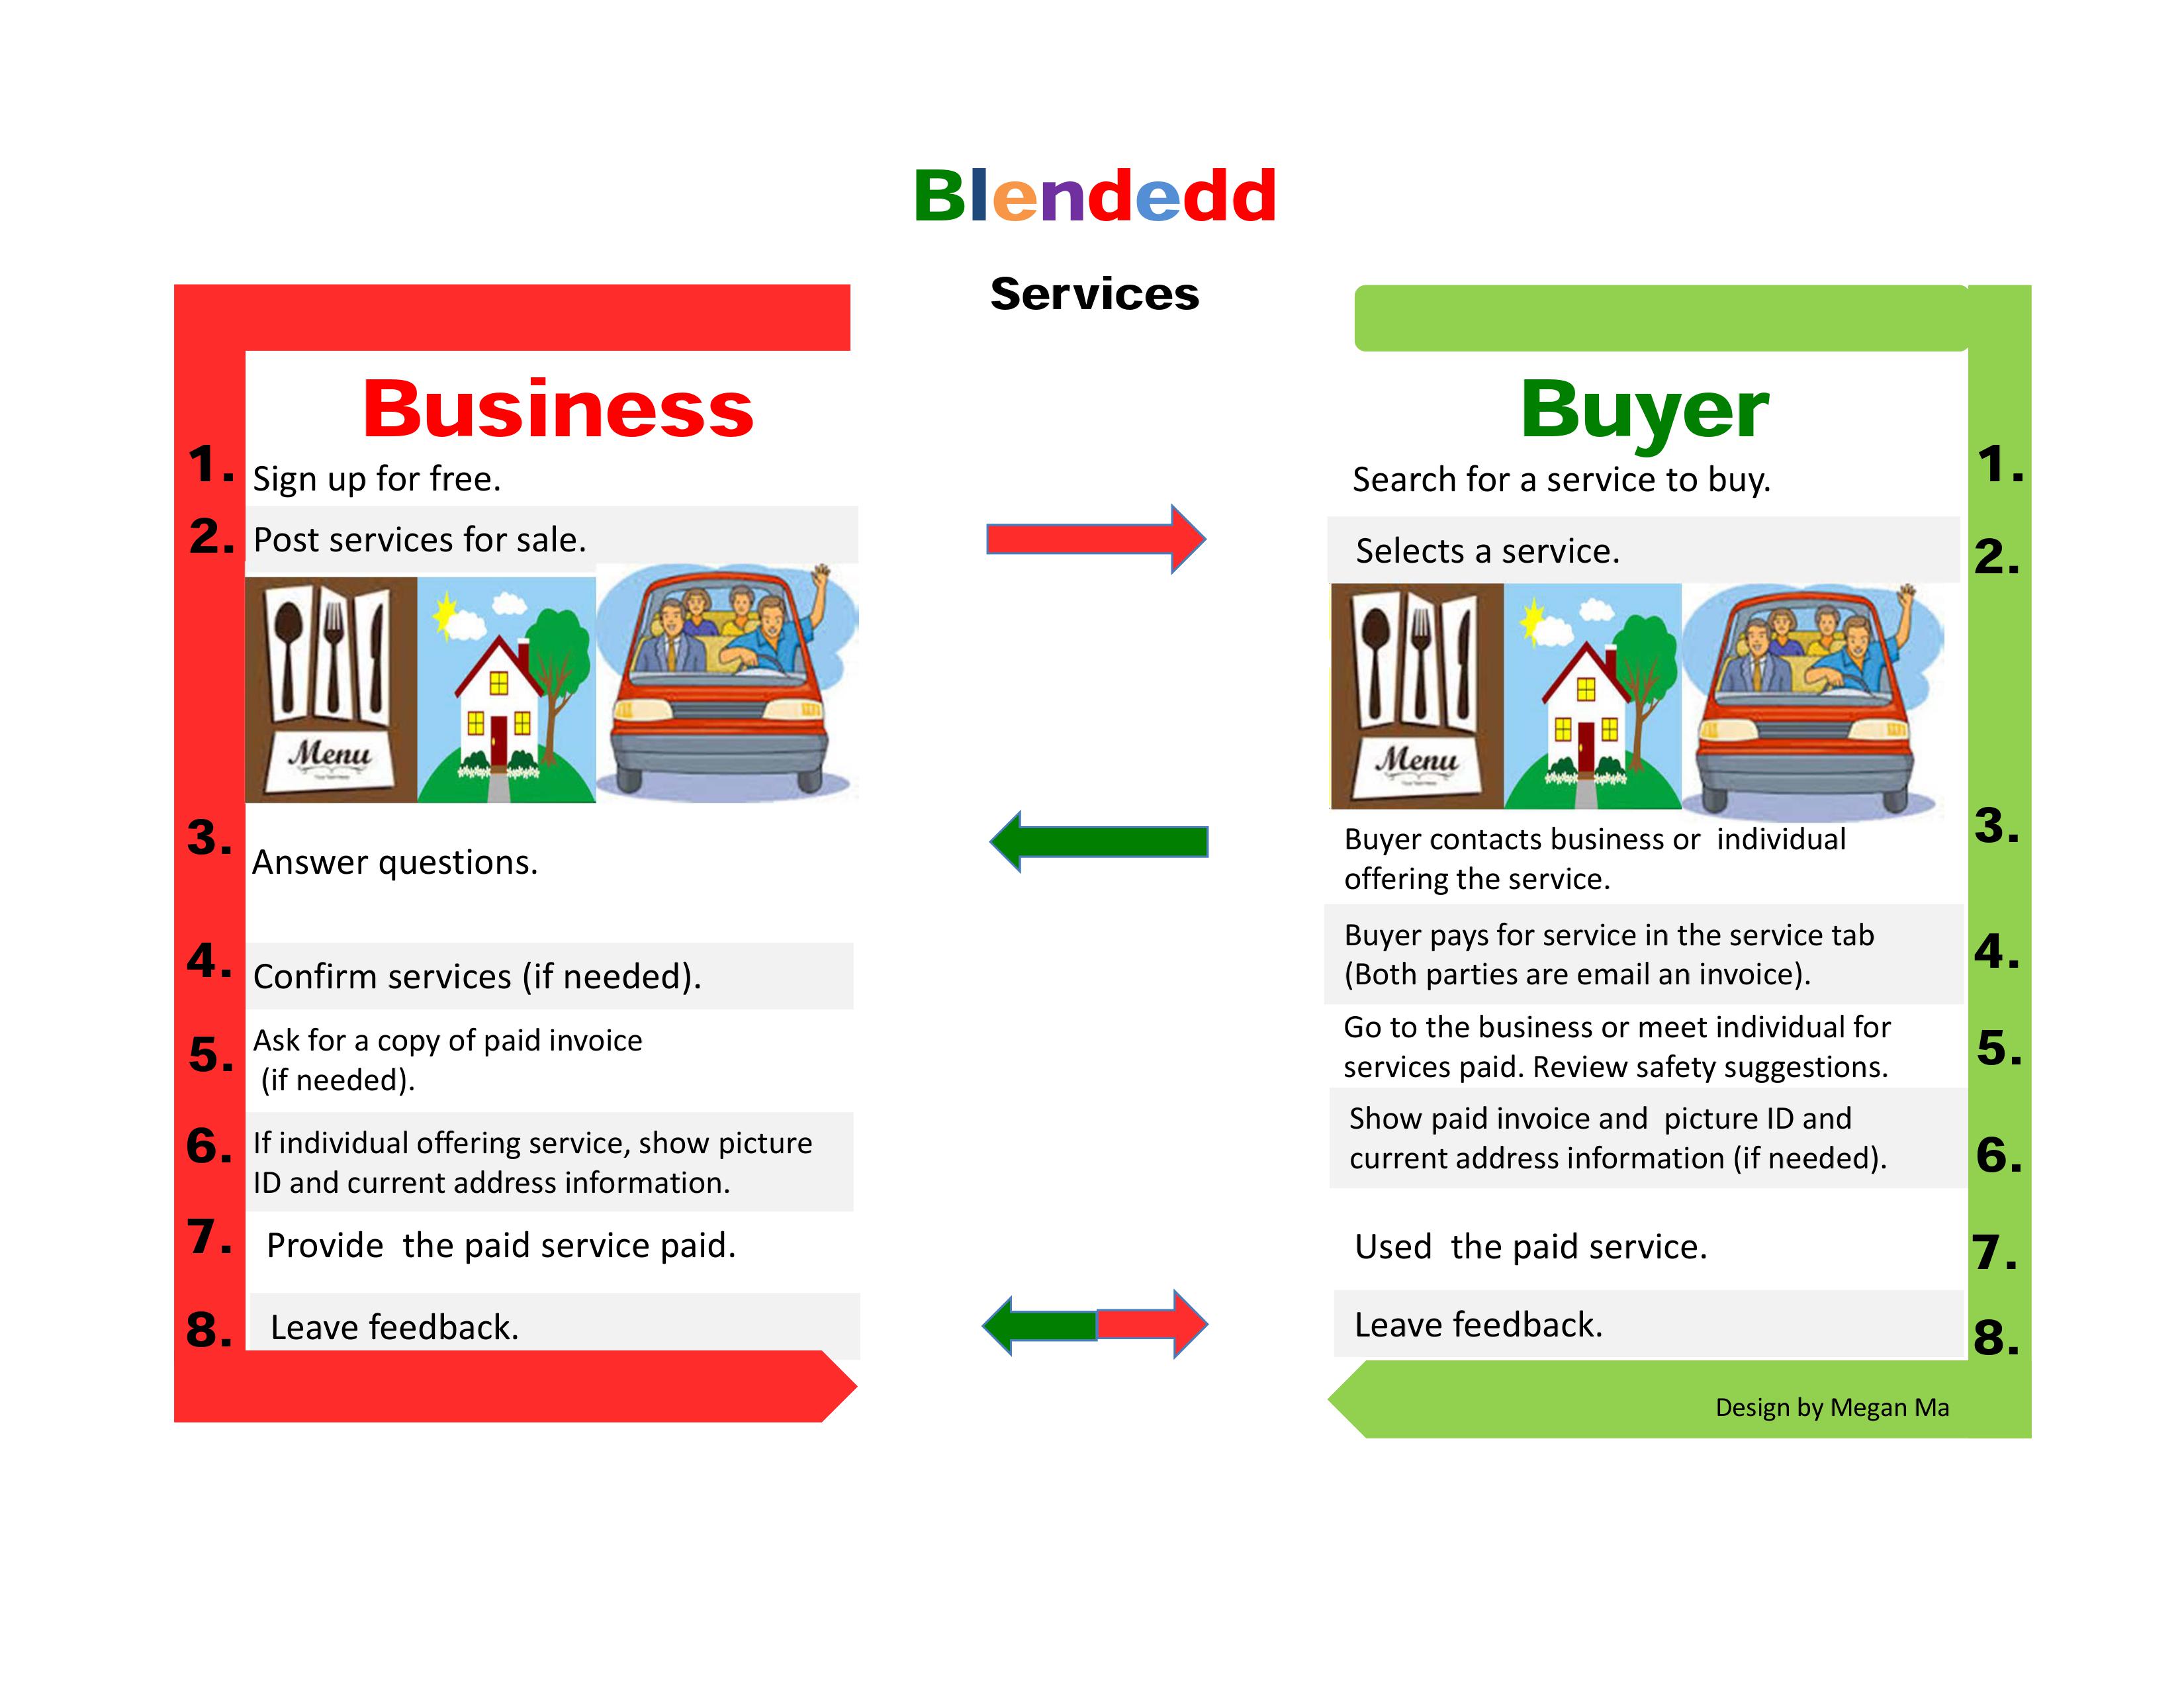 Blendedd
Services
Business
1. Sign up for free.
2. Post services for sale.
Menu
3. Answer questions.
4. Confirm services (if needed).
5. Ask for a copy of paid invoice
(if needed).
6. If individual offering service, show picture
ID and current address information.
7. Provide the paid service paid.
8. Leave feedback.
Buyer
1. Search for a service to buy.
2. Selects a service.
Menu
3. Buyer contacts business or individual
offering the service.
4. Buyer pays for service in the service tab
(Both parties are email an invoice).
5. Go to the business or meet individual for
services paid. Review safety suggestions.
6. Show paid invoice and picture ID and
current address information (if needed).
7. Used the paid service.
8. Leave feedback.
Design by Megan Ma